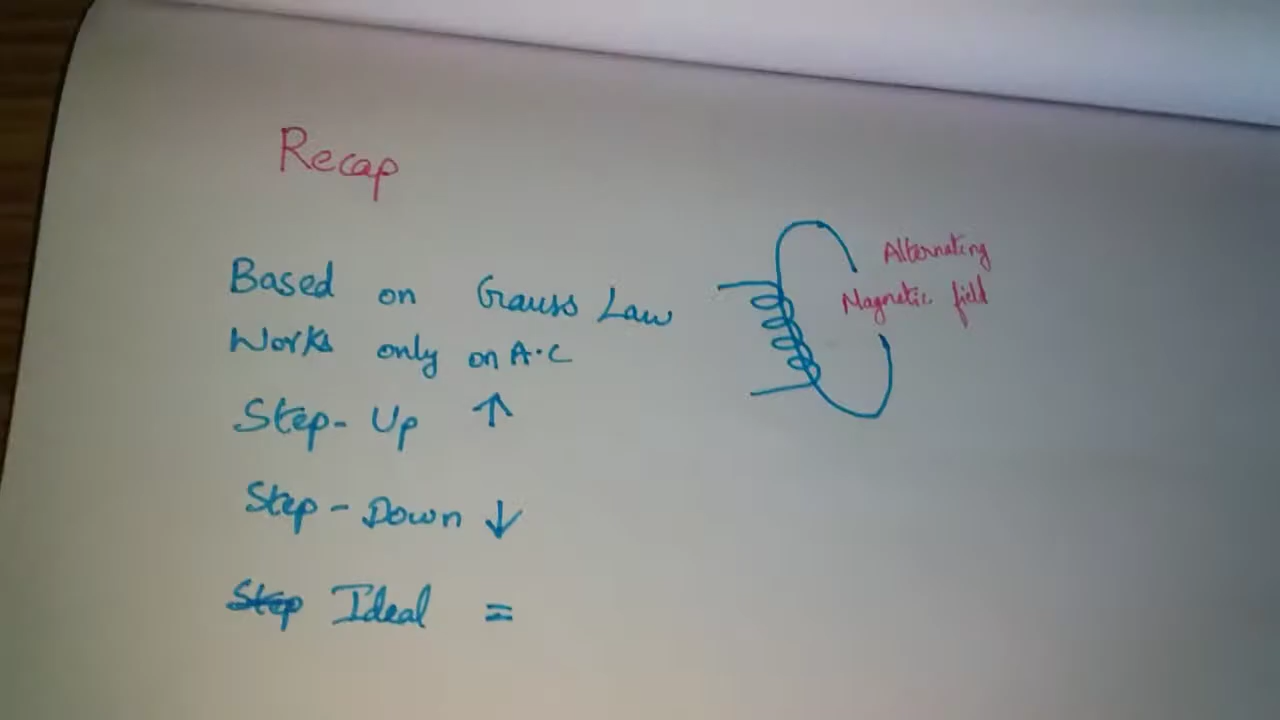 Recap
Based on Gauss Law
Works only on A.C
Step-Up ↑
Step-Down ↓
Step Ideal =
Alternating
Magnetic field